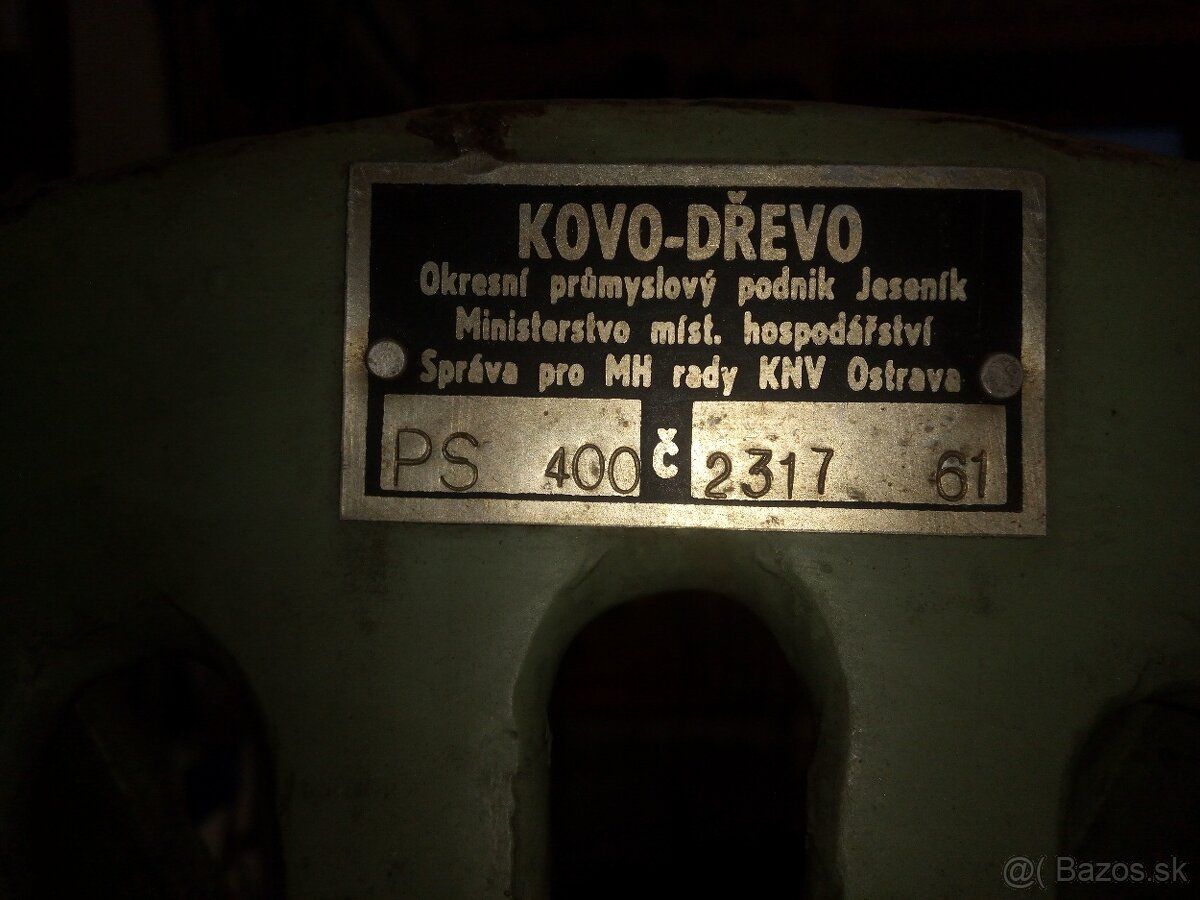 KOVO-DŘEVO
Okresní průmyslový podnik Jeseník
Ministerstvo míst. hospodářství
Správa pro MH rady KNV Ostrava
PS 400 Č 2317 61
@( Bazos.sk